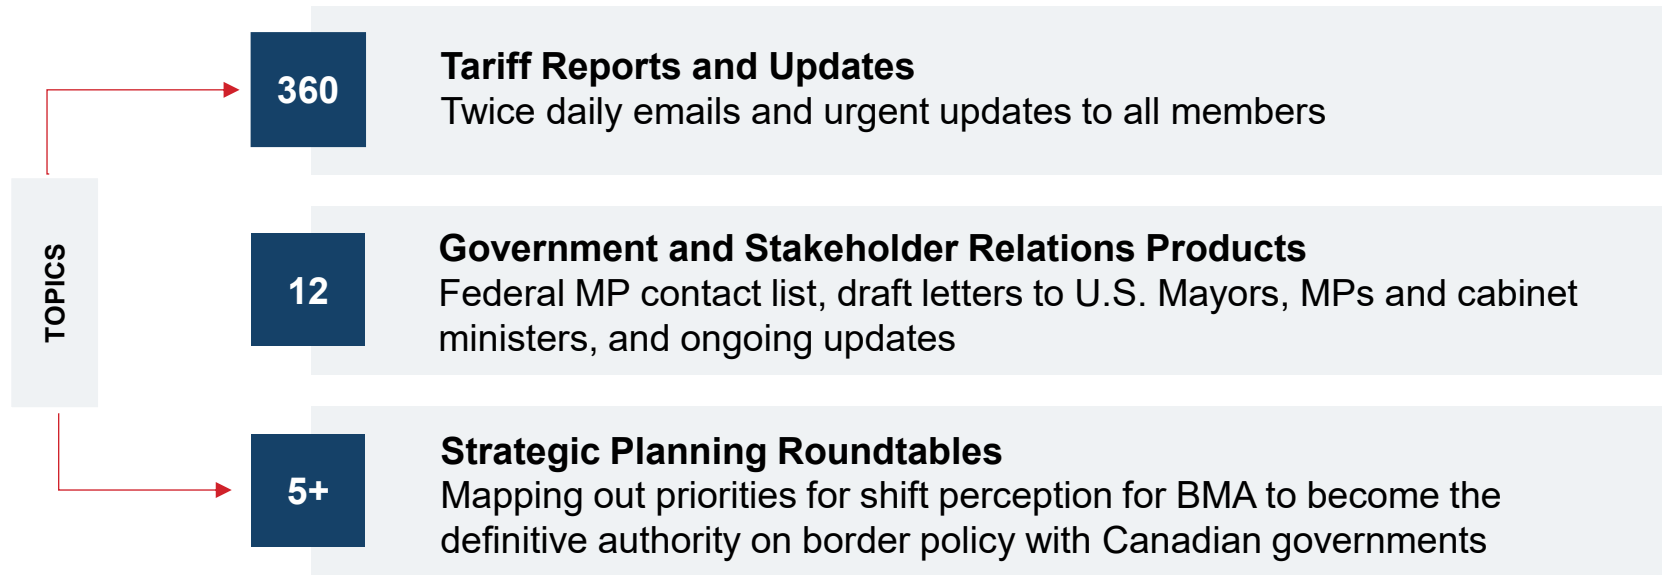 TOPICS
360
Tariff Reports and Updates
Twice daily emails and urgent updates to all members
12
Government and Stakeholder Relations Products
Federal MP contact list, draft letters to U.S. Mayors, MPs and cabinet
ministers, and ongoing updates
5+
Strategic Planning Roundtables
Mapping out priorities for shift perception for BMA to become the
definitive authority on border policy with Canadian governments